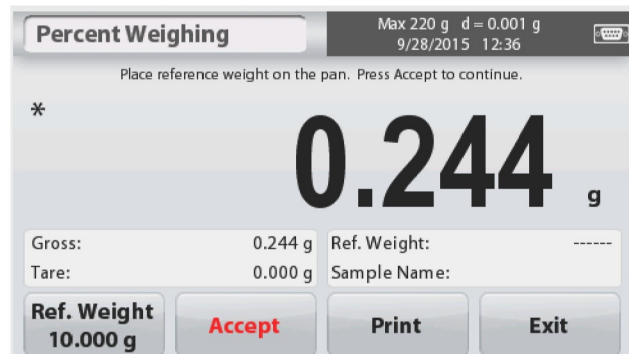 Percent Weighing
Max 220 g d = 0.001 g
9/28/2015 12:36
Place reference weight on the pan. Press Accept to continue.
*
0.244 g
Gross: 0.244 g Ref. Weight: ------
Tare: 0.000 g Sample Name:
Ref. Weight
10.000 g
Accept
Print
Exit